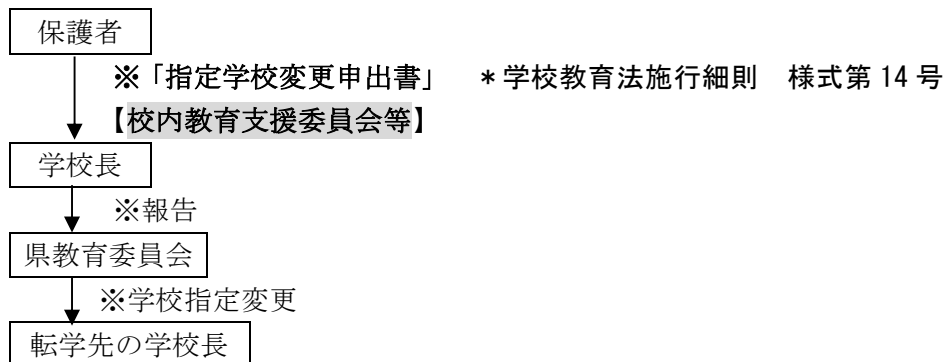 保護者
※「指定学校変更申出書」　＊学校教育法施行細則　様式第14号
【校内教育支援委員会等】
学校長
※報告
県教育委員会
※学校指定変更
転学先の学校長